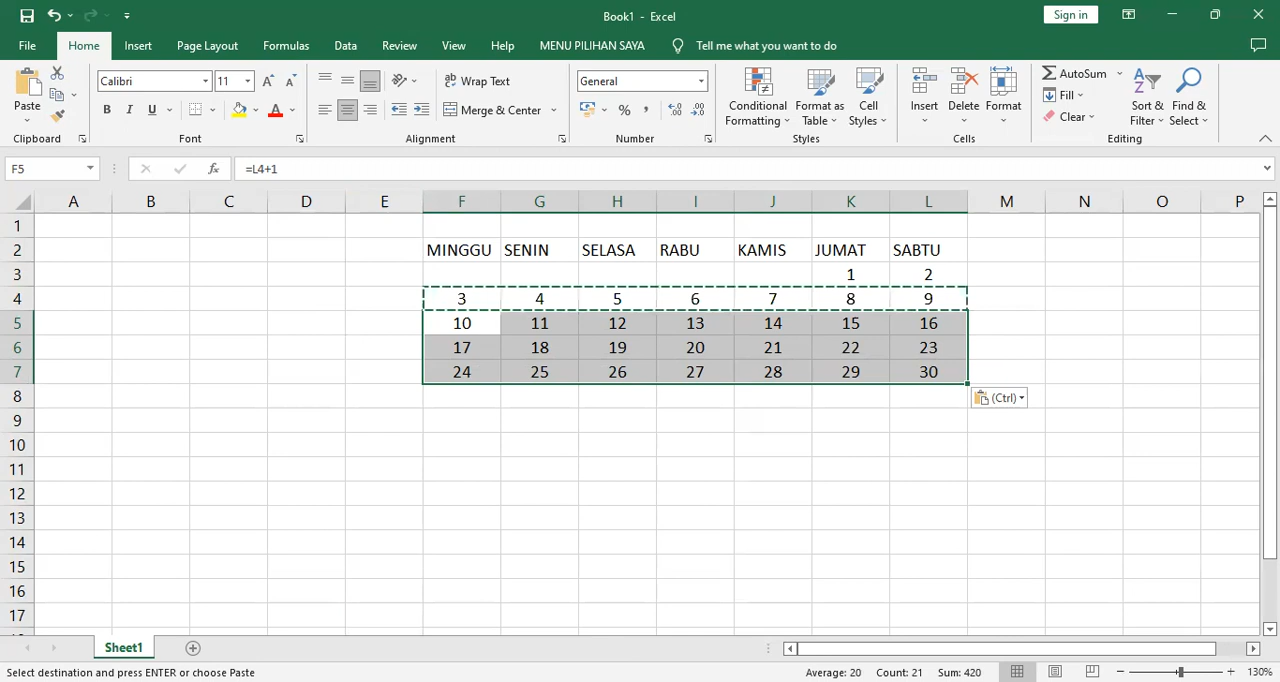 Book1 - Excel
Sign in
File Home Insert Page Layout Formulas Data Review View Help MENU PILIHAN SAYA Tell me what you want to do
Paste
Calibri 11
B I U A
Wrap Text
Merge & Center
General
%
Conditional Formatting
Format as Table
Cell Styles
Insert Delete Format
AutoSum
Fill
Clear
Sort & Filter
Find & Select
Clipboard Font Alignment Number Styles Cells Editing
F5 fx =L4+1
A B C D E F G H I J K L M N O P
1
2 MINGGU SENIN SELASA RABU KAMIS JUMAT SABTU
3 1 2
4 3 4 5 6 7 8 9
5 10 11 12 13 14 15 16
6 17 18 19 20 21 22 23
7 24 25 26 27 28 29 30
8 (Ctrl)
9
10
11
12
13
14
15
16
17
Sheet1
Select destination and press ENTER or choose Paste Average: 20 Count: 21 Sum: 420 130%